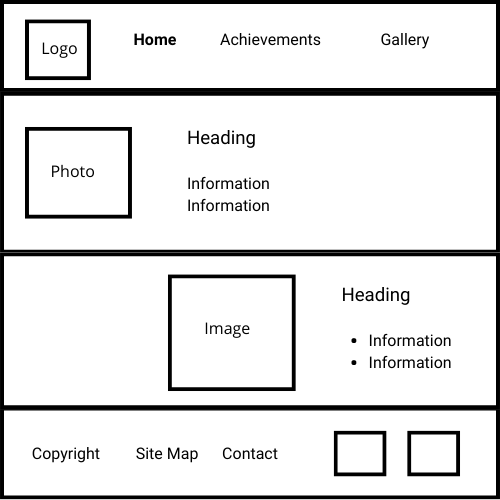 Logo
Home Achievements Gallery
Photo
Heading
Information
Information
Image
Heading
• Information
• Information
Copyright Site Map Contact